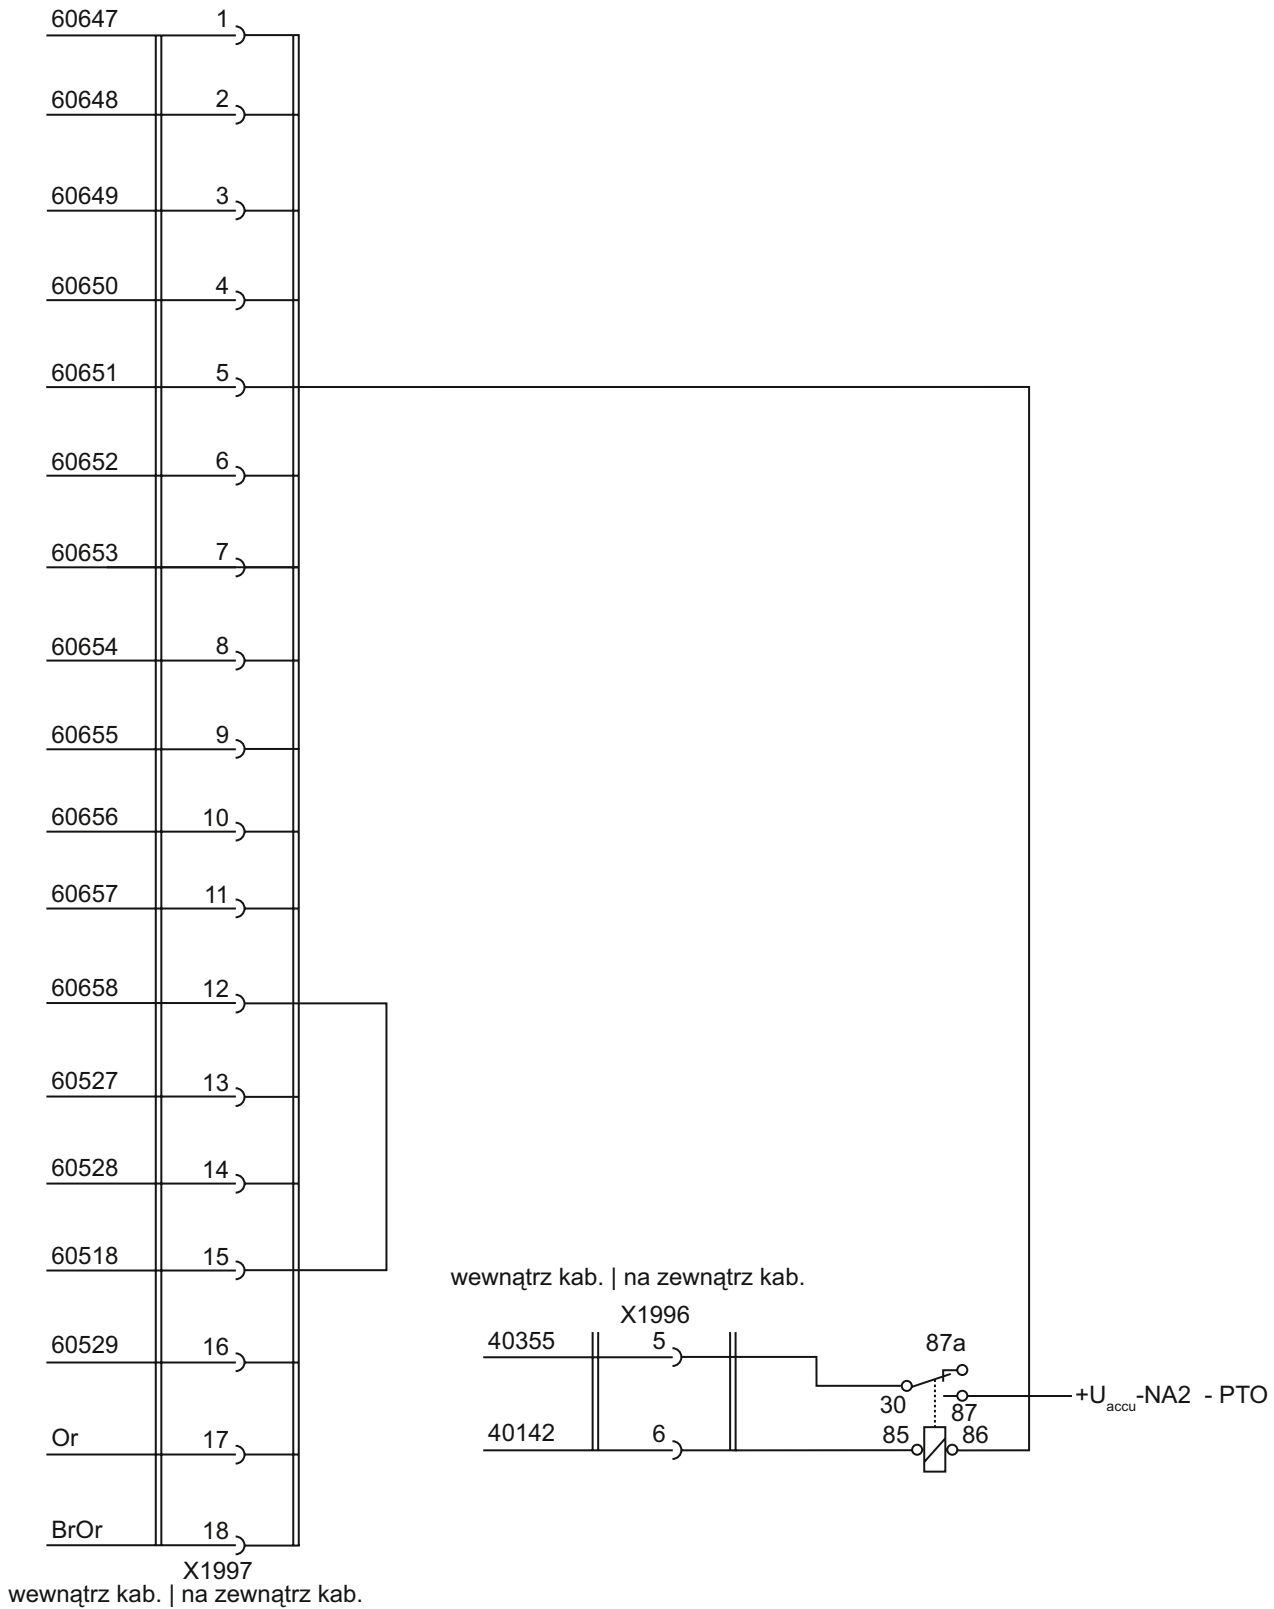 60647 1
60648 2
60649 3
60650 4
60651 5
60652 6
60653 7
60654 8
60655 9
60656 10
60657 11
60658 12
60527 13
60528 14
60518 15
60529 16
Or 17
BrOr 18
X1997
wewnątrz kab. | na zewnątrz kab.
wewnątrz kab. | na zewnątrz kab.
X1996
40355 5
40142 6
87a
30
87
85
86
+Uaccu-NA2 - PTO